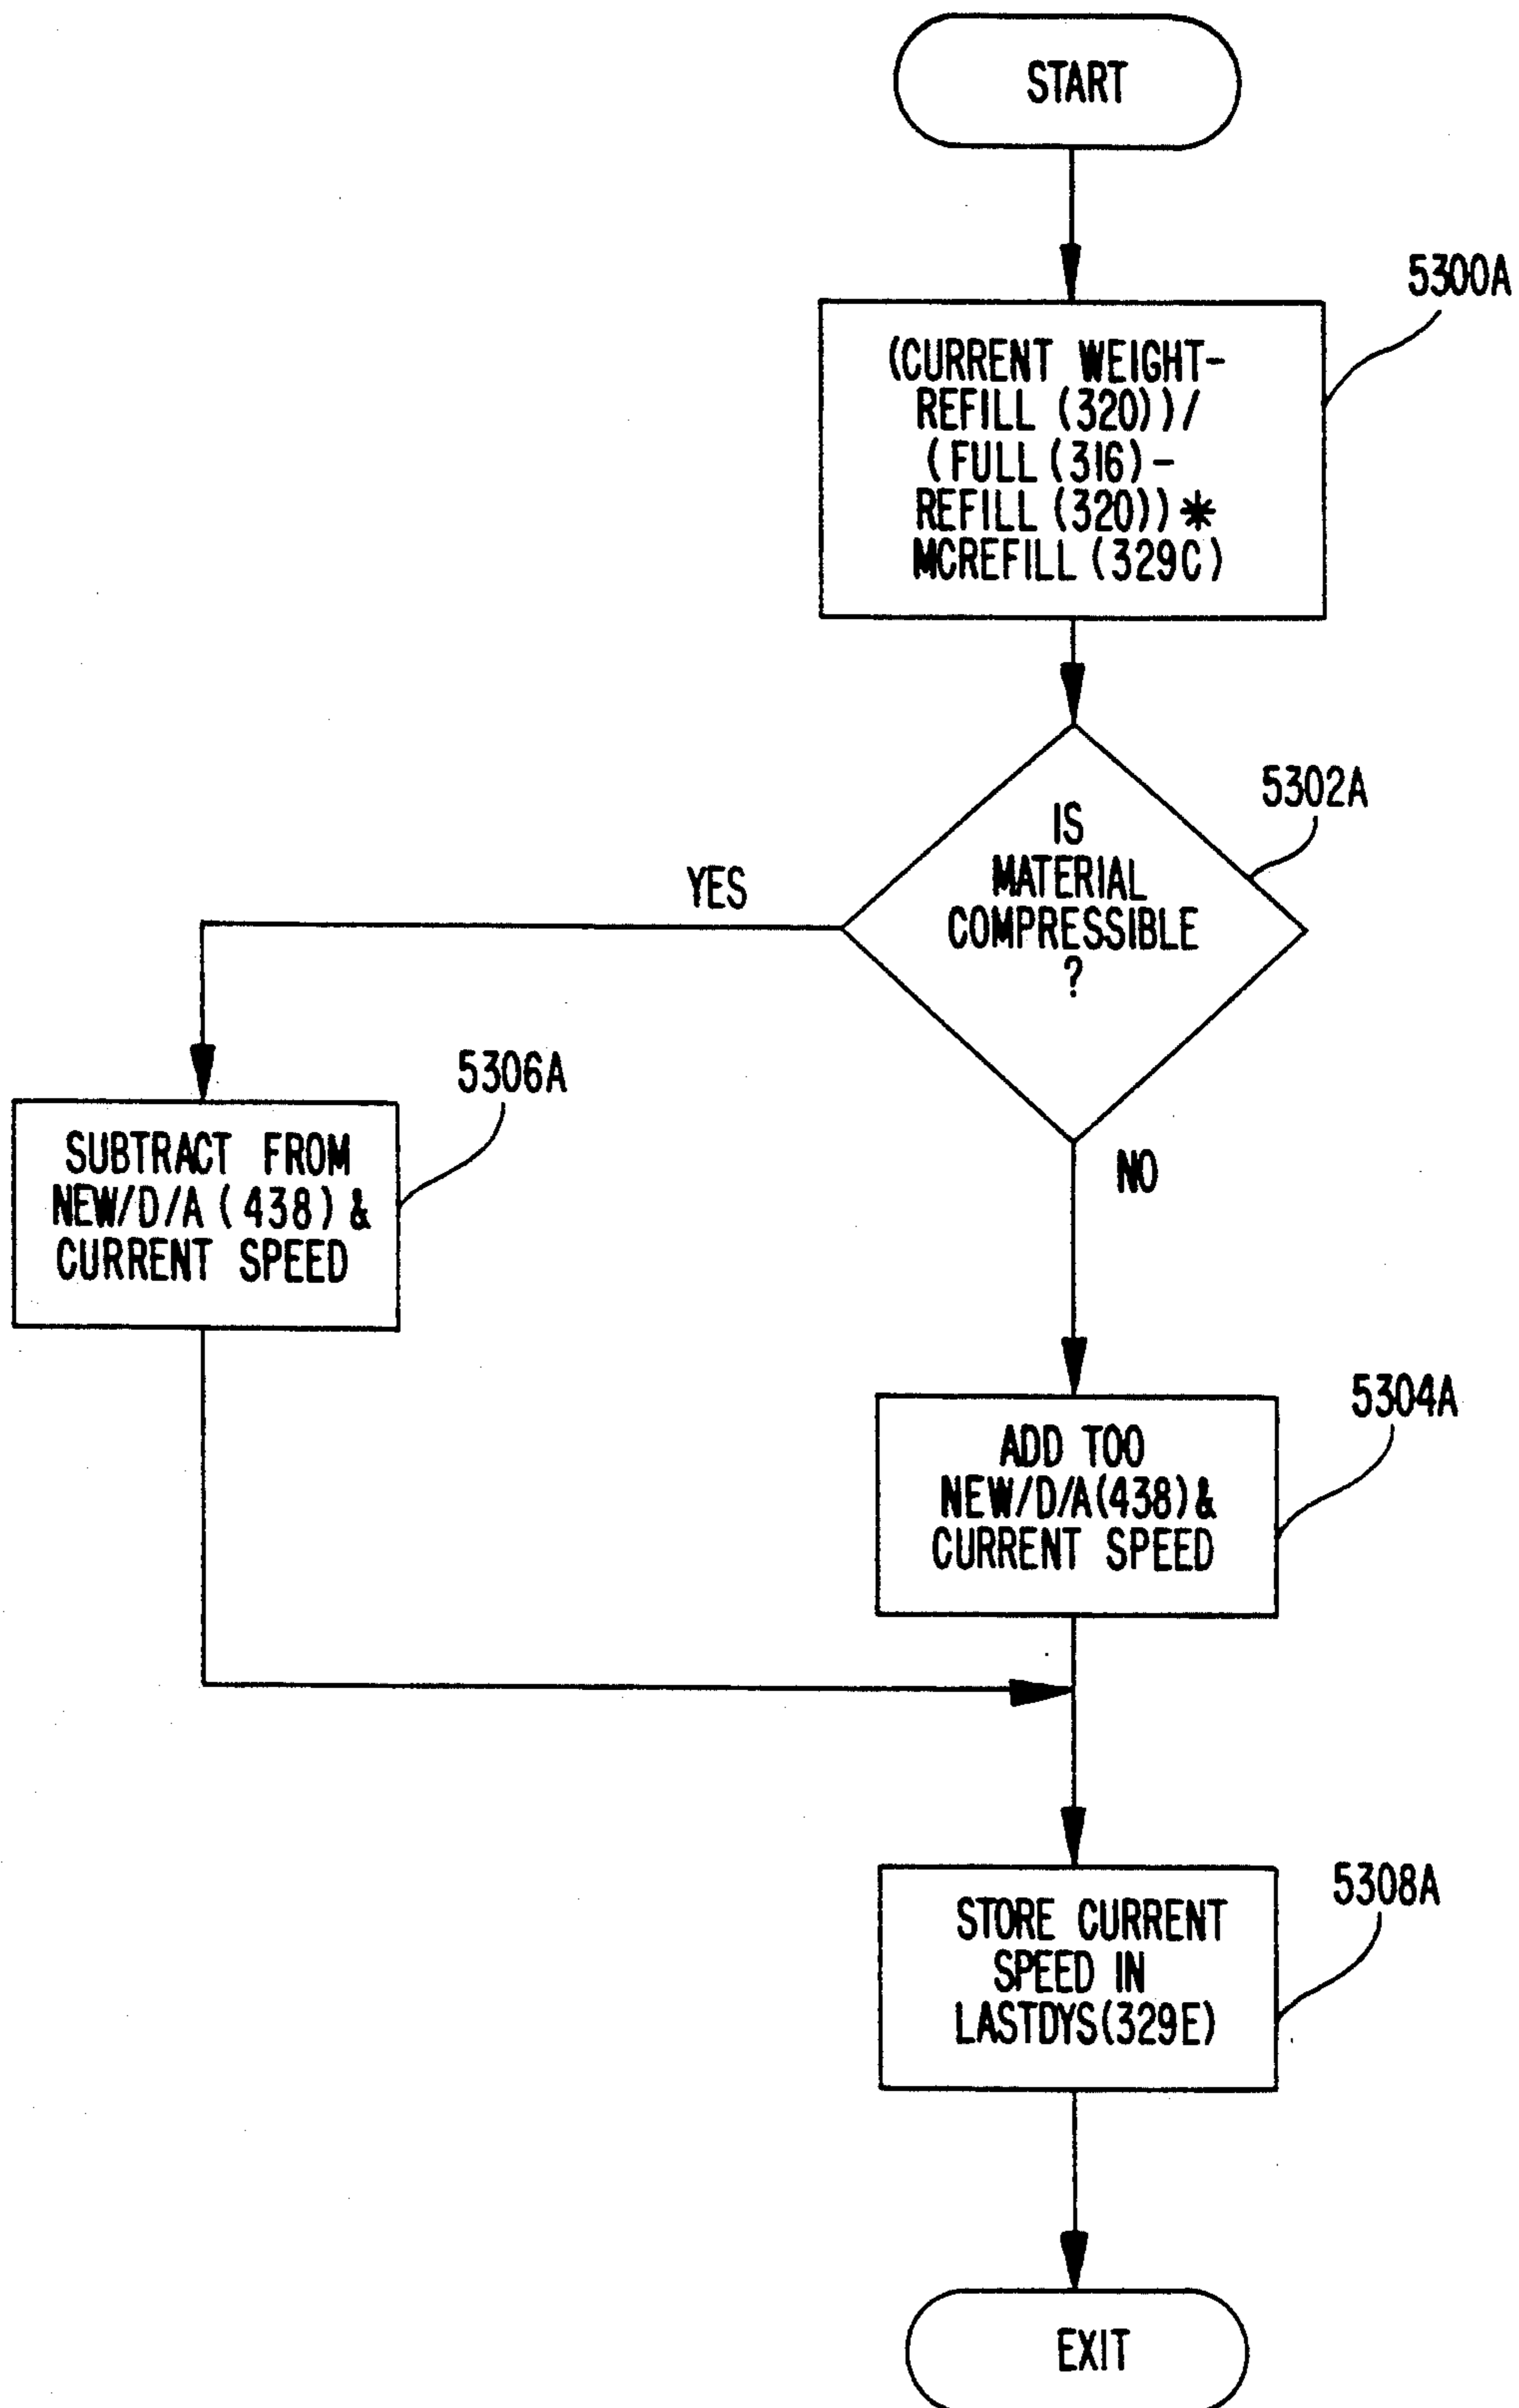 START
5300A
(CURRENT WEIGHT-
REFILL (320))/
(FULL (316)-
REFILL (320))*
MCREFILL (329C)
5302A
IS
MATERIAL
COMPRESSIBLE
?
YES
NO
5306A
SUBTRACT FROM
NEW/D/A (438) &
CURRENT SPEED
5304A
ADD TOO
NEW/D/A(438)&
CURRENT SPEED
5308A
STORE CURRENT
SPEED IN
LASTDYS(329E)
EXIT